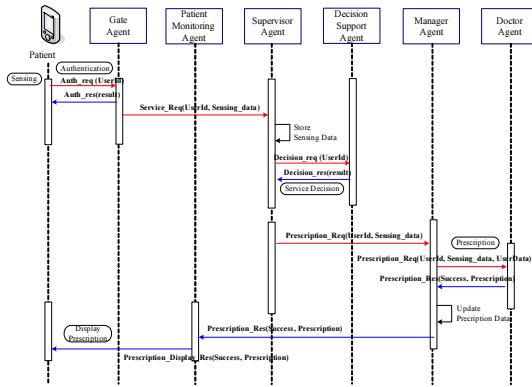 Gate
Agent
Patient
Monitoring
Agent
Supervisor
Agent
Decision
Support
Agent
Manager
Agent
Doctor
Agent
Patient
Sensing
Authentication
Auth_req (UserId)
Auth_res(result)
Service_Req(UserId, Sensing_data)
Store
Sensing Data
Decision_req (UserId)
Decision_res(result)
Service Decision
Prescription_Req(UserId, Sensing_data)
Prescription
Prescription_Req(UserId, Sensing_data, UserData)
Prescription_Res(Success, Prescription)
Update
Precription Data
Display
Prescription
Prescription_Res(Success, Prescription)
Prescription_Display_Res(Success, Prescription)